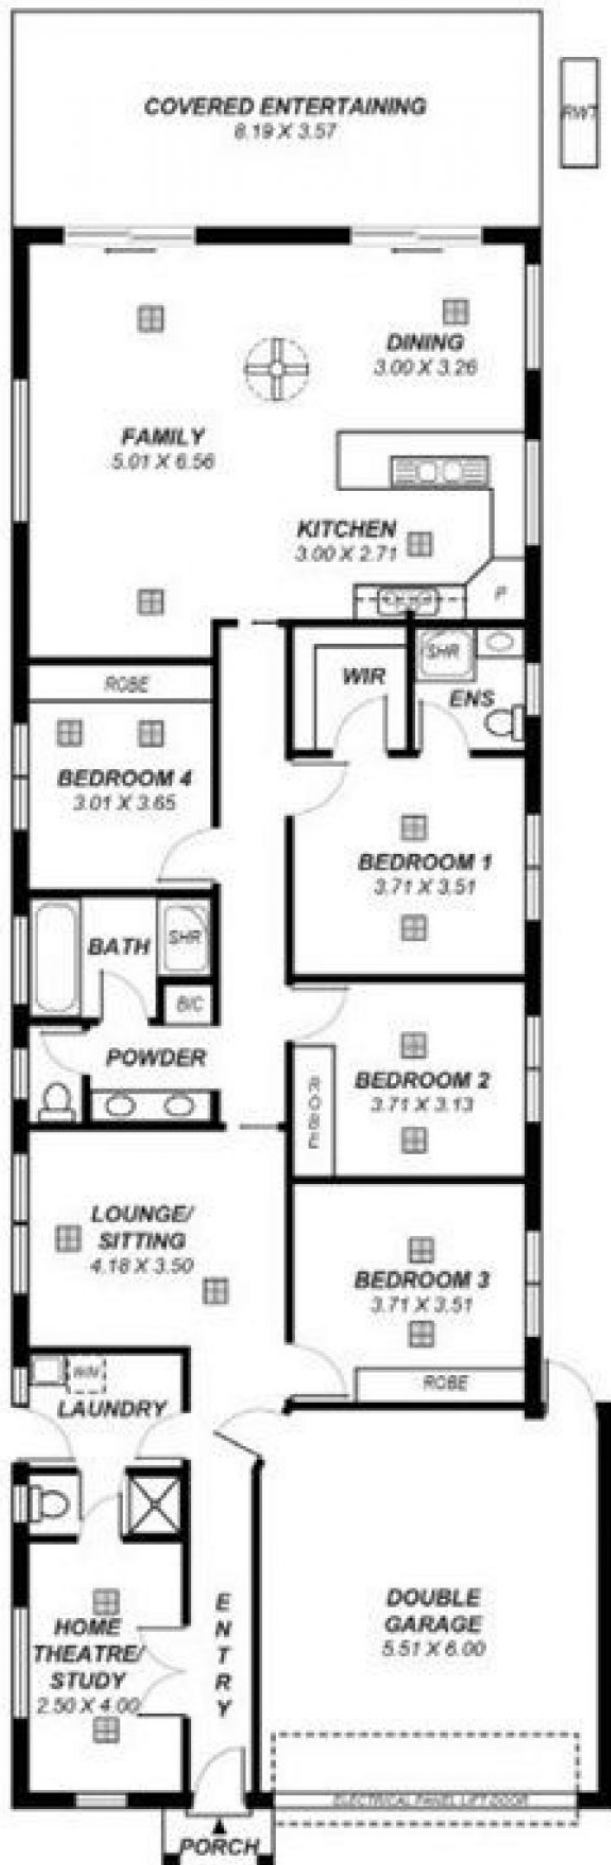 COVERED ENTERTAINING
8.19 X 3.57
RWT
DINING
3.00 X 3.26
FAMILY
5.01 X 6.56
KITCHEN
3.00 X 2.71
P
ROBE
WIR
SHR
ENS
BEDROOM 4
3.01 X 3.65
BEDROOM 1
3.71 X 3.51
BATH
SHR
B/C
POWDER
BEDROOM 2
3.71 X 3.13
ROBE
LOUNGE/
SITTING
4.18 X 3.50
BEDROOM 3
3.71 X 3.51
ROBE
W/M
LAUNDRY
HOME
THEATRE/
STUDY
2.50 X 4.00
ENTRY
DOUBLE
GARAGE
5.51 X 6.00
ELECTRICAL PANEL LIFT DOOR
PORCH